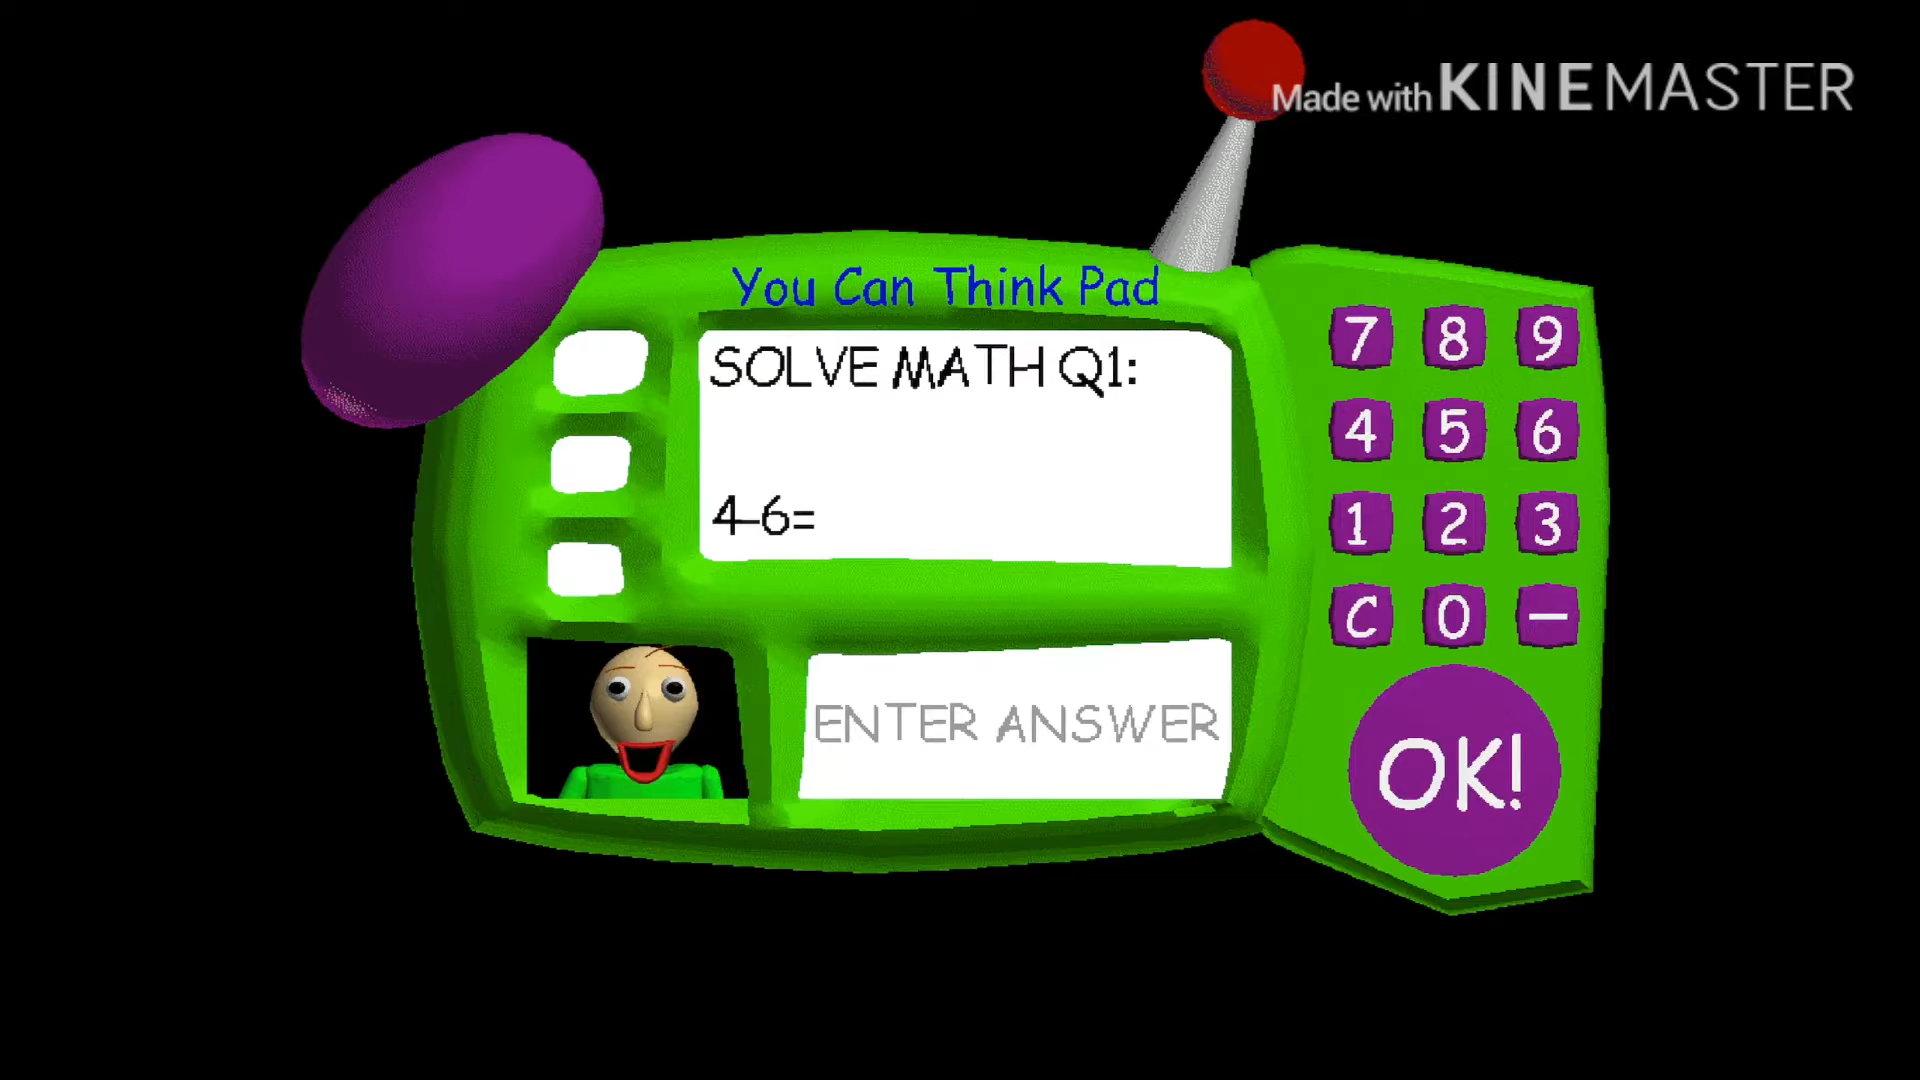 Made with KINEMASTER
You Can Think Pad
SOLVE MATH Q1:
4-6=
7 8 9
4 5 6
1 2 3
C 0 —
ENTER ANSWER
OK!